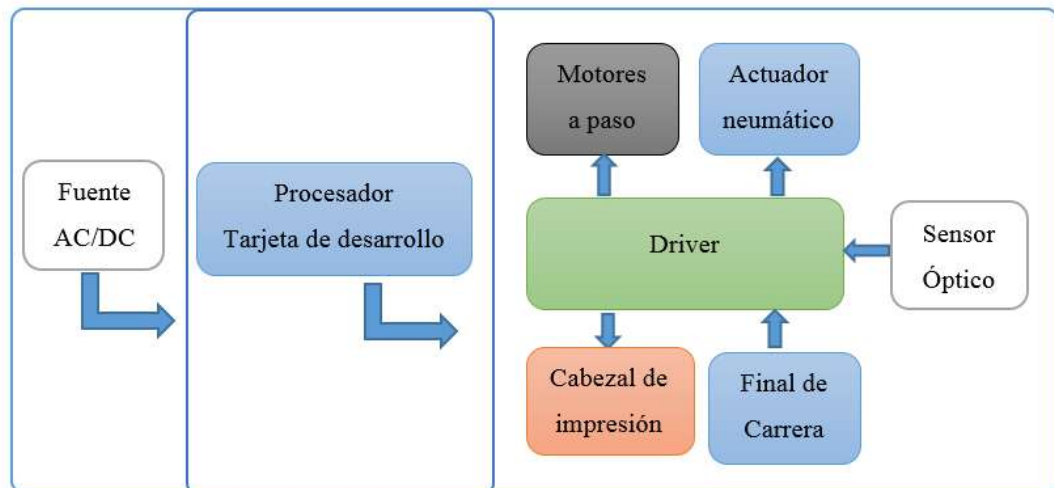 Fuente
AC/DC
Procesador
Tarjeta de desarrollo
Motores
a paso
Actuador
neumático
Driver
Sensor
Óptico
Cabezal de
impresión
Final de
Carrera